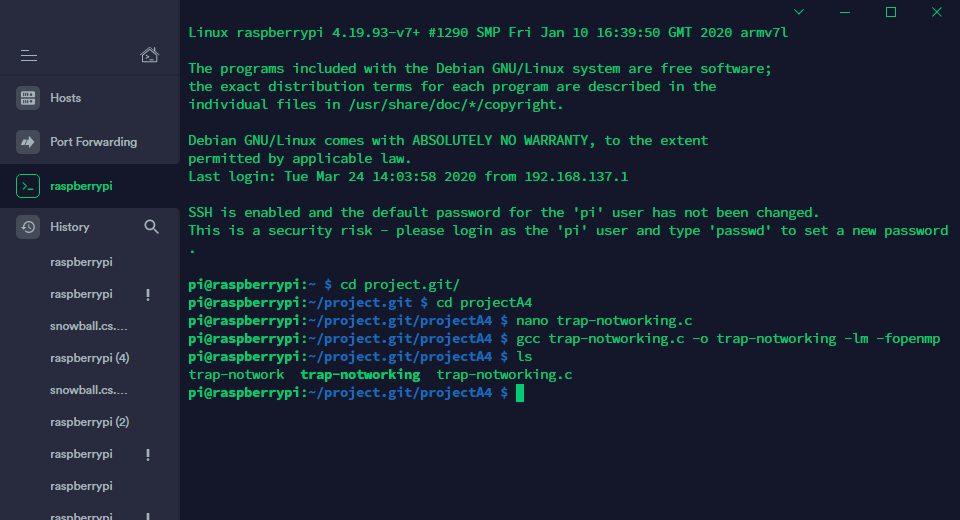 Hosts
Port Forwarding
raspberrypi
History
raspberrypi
raspberrypi !
snowball.cs....
raspberrypi (4)
snowball.cs....
raspberrypi (2)
raspberrypi !
raspberrypi
raspberrypi !
Linux raspberrypi 4.19.93-v7+ #1290 SMP Fri Jan 10 16:39:50 GMT 2020 armv7l
The programs included with the Debian GNU/Linux system are free software;
the exact distribution terms for each program are described in the
individual files in /usr/share/doc/*/copyright.
Debian GNU/Linux comes with ABSOLUTELY NO WARRANTY, to the extent
permitted by applicable law.
Last login: Tue Mar 24 14:03:58 2020 from 192.168.137.1
SSH is enabled and the default password for the 'pi' user has not been changed.
This is a security risk - please login as the 'pi' user and type 'passwd' to set a new password
.
pi@raspberrypi:~ $ cd project.git/
pi@raspberrypi:~/project.git $ cd projectA4
pi@raspberrypi:~/project.git/projectA4 $ nano trap-notworking.c
pi@raspberrypi:~/project.git/projectA4 $ gcc trap-notworking.c -o trap-notworking -lm -fopenmp
pi@raspberrypi:~/project.git/projectA4 $ ls
trap-notwork  trap-notworking  trap-notworking.c
pi@raspberrypi:~/project.git/projectA4 $